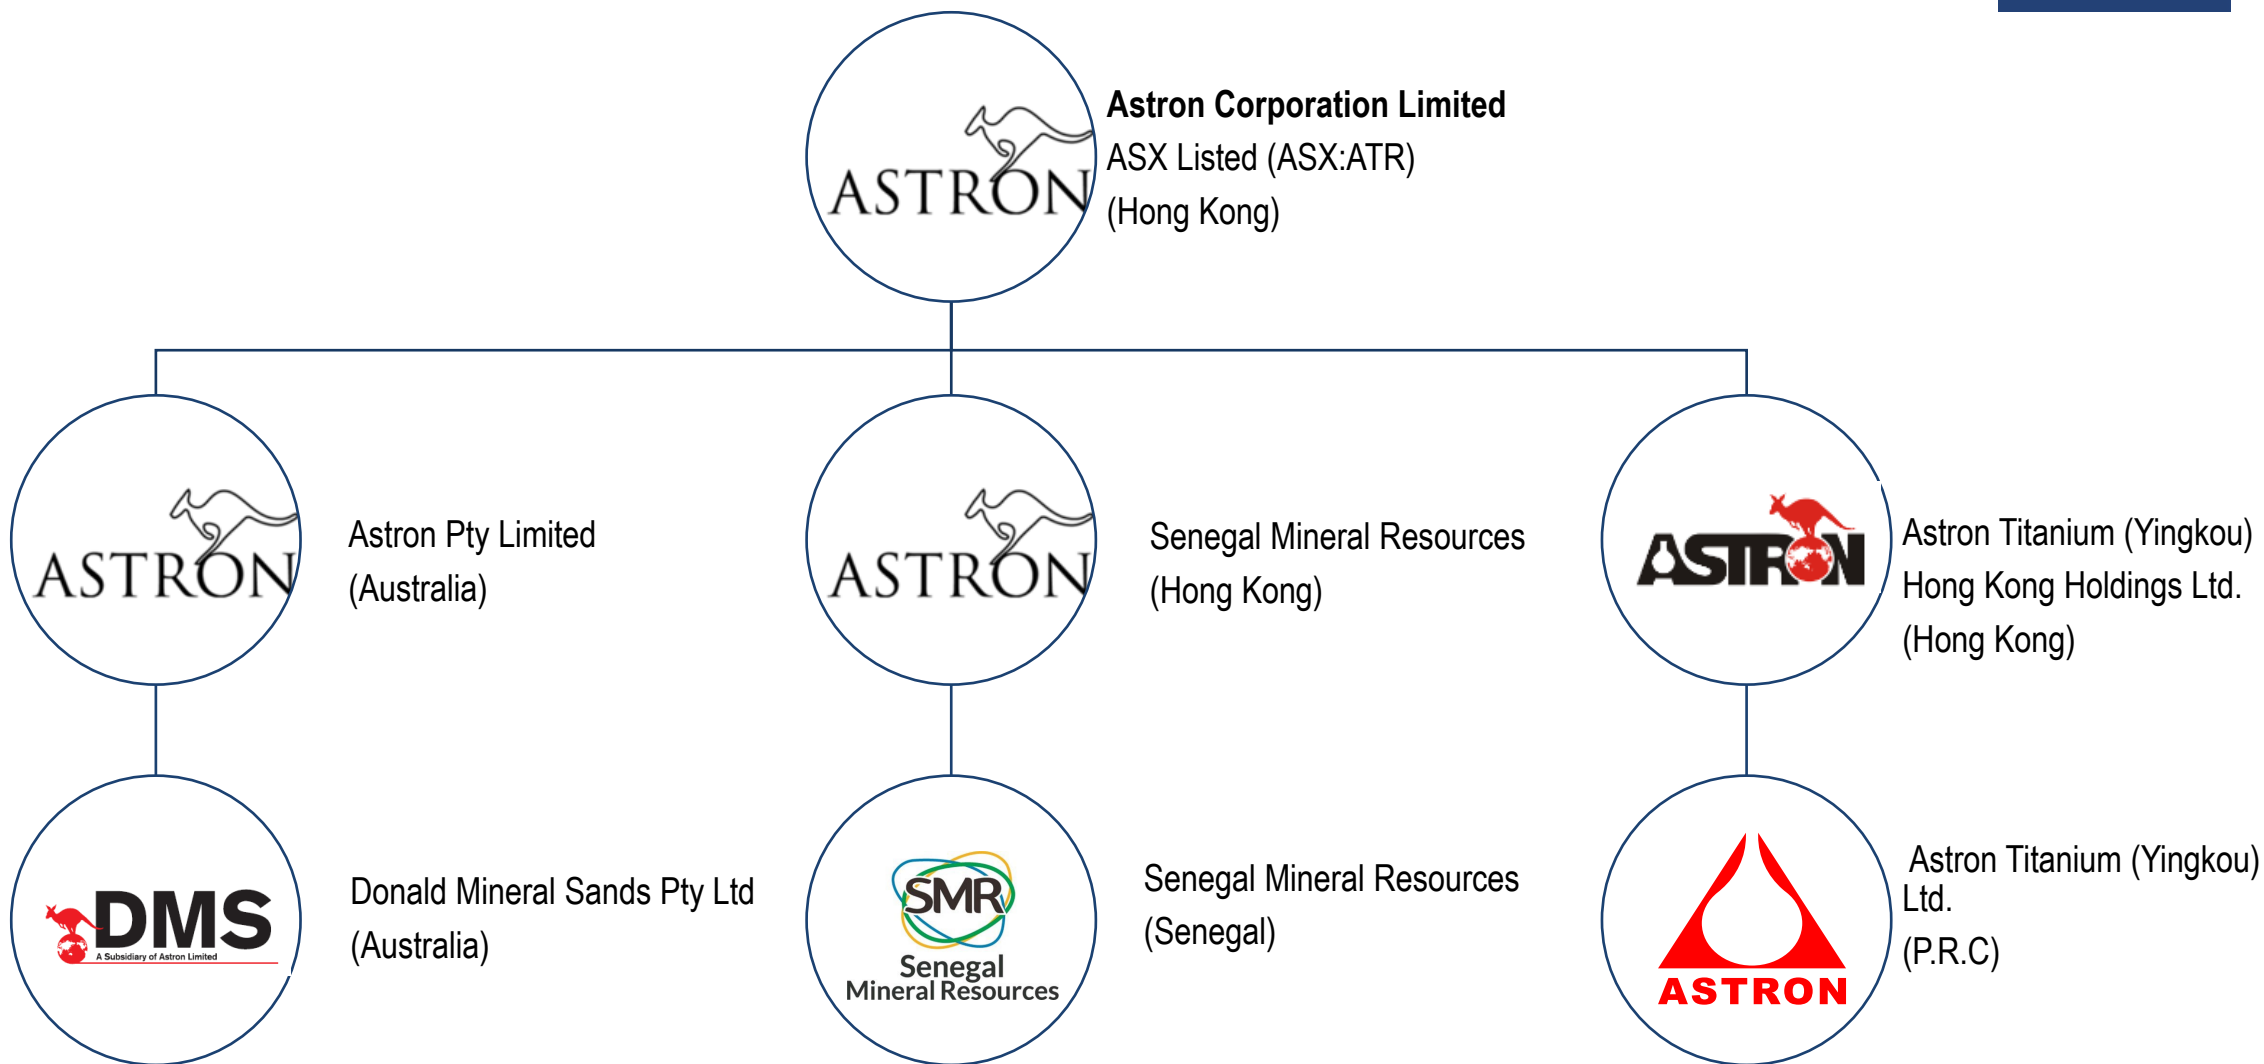 ASTRON
Astron Corporation Limited
ASX Listed (ASX:ATR)
(Hong Kong)
ASTRON
Astron Pty Limited
(Australia)
ASTRON
Senegal Mineral Resources
(Hong Kong)
ASTRON
Astron Titanium (Yingkou)
Hong Kong Holdings Ltd.
(Hong Kong)
DMS
A Subsidiary of Astron Limited
Donald Mineral Sands Pty Ltd
(Australia)
SMR
Senegal
Mineral Resources
Senegal Mineral Resources
(Senegal)
ASTRON
Astron Titanium (Yingkou)
Ltd.
(P.R.C)